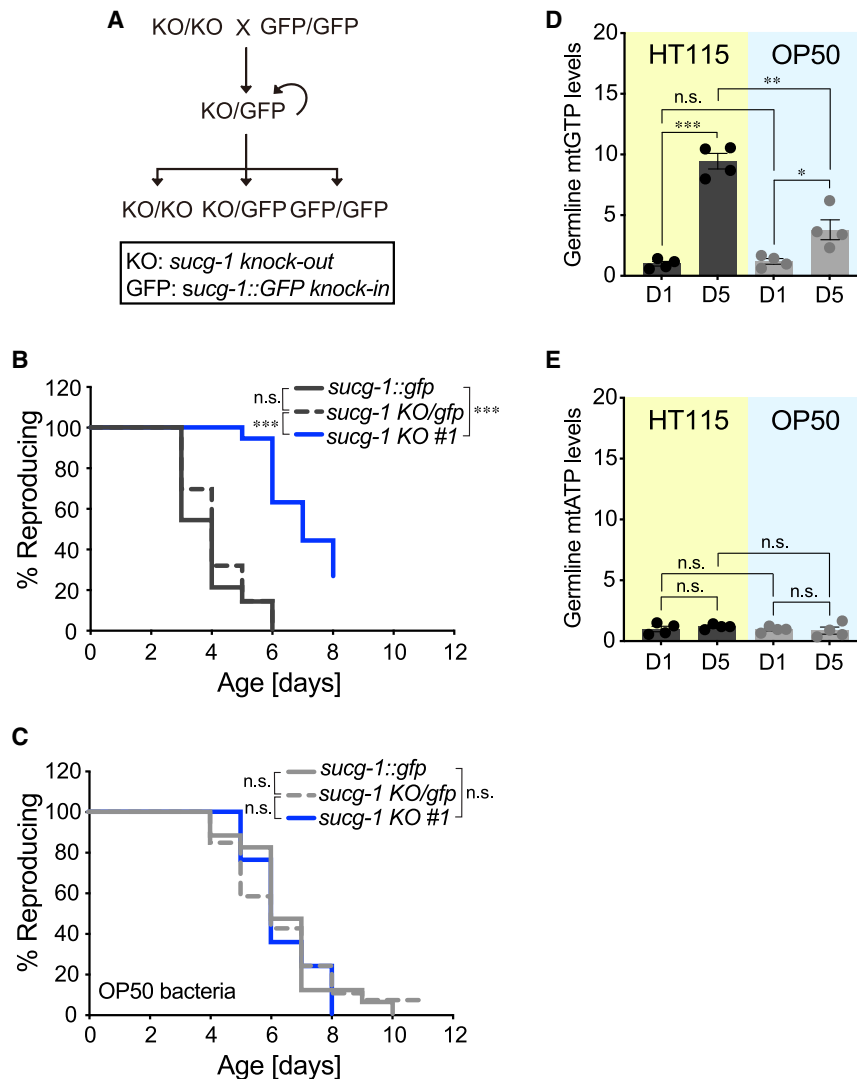 A
KO/KO X GFP/GFP
KO/GFP
KO/KO KO/GFP GFP/GFP
KO: sucg-1 knock-out
GFP: sucg-1::GFP knock-in
B
120
100
80
60
40
20
0
% Reproducing
0 2 4 6 8 10 12
Age [days]
n.s.
***
***
sucg-1::gfp
sucg-1 KO/gfp
sucg-1 KO #1
C
120
100
80
60
40
20
0
% Reproducing
0 2 4 6 8 10 12
Age [days]
OP50 bacteria
n.s.
n.s.
n.s.
sucg-1::gfp
sucg-1 KO/gfp
sucg-1 KO #1
D
20
15
10
5
0
Germline mtGTP levels
HT115 OP50
**
n.s.
***
*
D1 D5 D1 D5
E
20
15
10
5
0
Germline mtATP levels
HT115 OP50
n.s.
n.s.
n.s.
n.s.
D1 D5 D1 D5